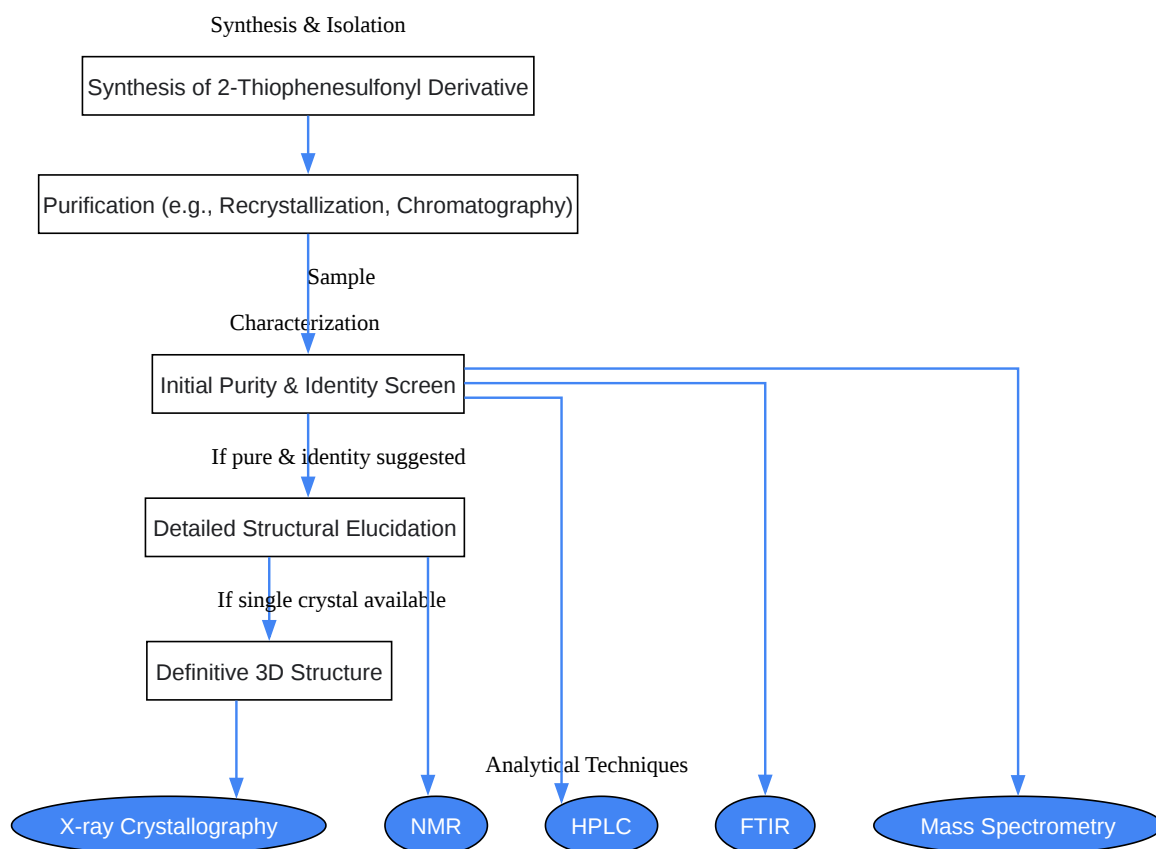 Synthesis & Isolation
Synthesis of 2-Thiophenesulfonyl Derivative
Purification (e.g., Recrystallization, Chromatography)
Sample
Characterization
Initial Purity & Identity Screen
If pure & identity suggested
Detailed Structural Elucidation
If single crystal available
Definitive 3D Structure
Analytical Techniques
X-ray Crystallography
NMR
HPLC
FTIR
Mass Spectrometry